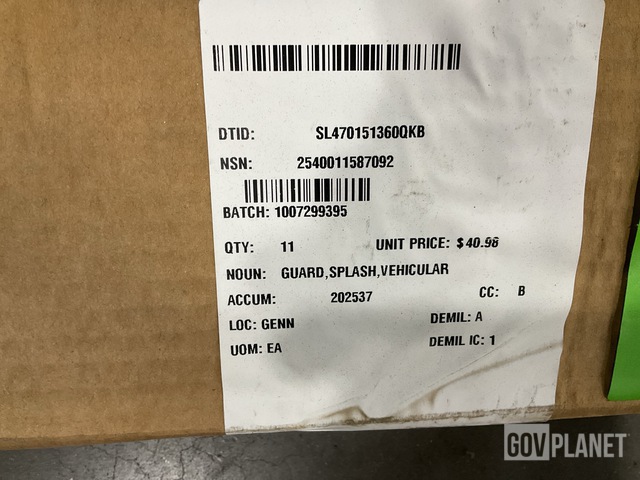 DTID: SL470151360QKB
NSN: 2540011587092
BATCH: 1007299395
QTY: 11 UNIT PRICE: $40.98
NOUN: GUARD,SPLASH,VEHICULAR
ACCUM: 202537 CC: B
LOC: GENN DEMIL: A
UOM: EA DEMIL IC: 1
GOVPLANET